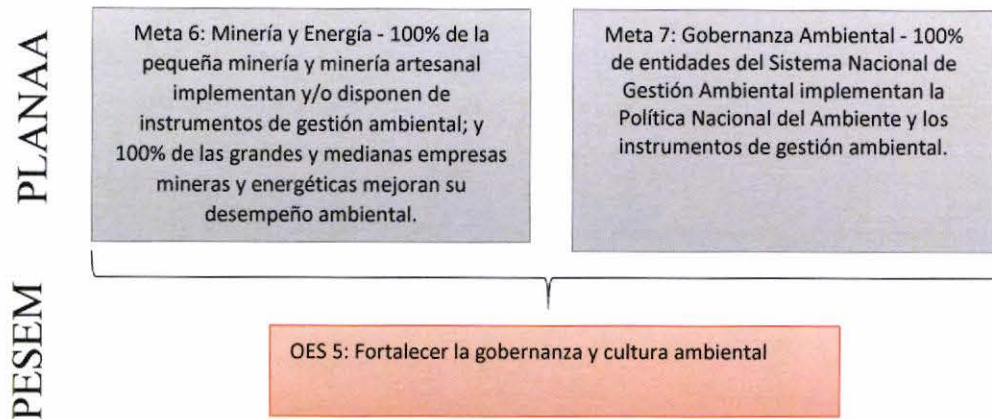 PLANAA
Meta 6: Minería y Energía - 100% de la
pequeña minería y minería artesanal
implementan y/o disponen de
instrumentos de gestión ambiental; y
100% de las grandes y medianas empresas
mineras y energéticas mejoran su
desempeño ambiental.
Meta 7: Gobernanza Ambiental - 100%
de entidades del Sistema Nacional de
Gestión Ambiental implementan la
Política Nacional del Ambiente y los
instrumentos de gestión ambiental.
PESEM
OES 5: Fortalecer la gobernanza y cultura ambiental